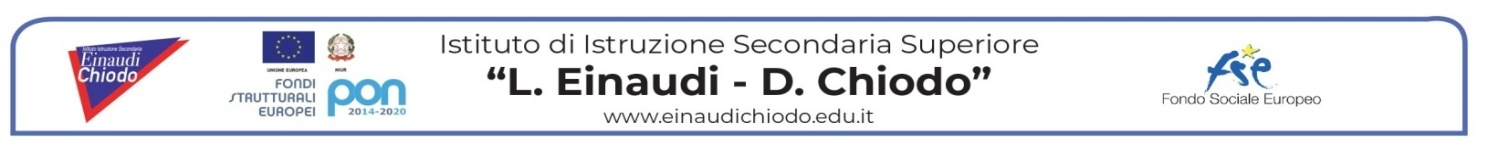 Istituto Istruzione Secondaria
Einaudi
Chiodo
UNIONE EUROPEA
MIUR
FONDI
STRUTTURALI
EUROPEI
pon
2014-2020
Istituto di Istruzione Secondaria Superiore
“L. Einaudi - D. Chiodo”
www.einaudichiodo.edu.it
fse
Fondo Sociale Europeo